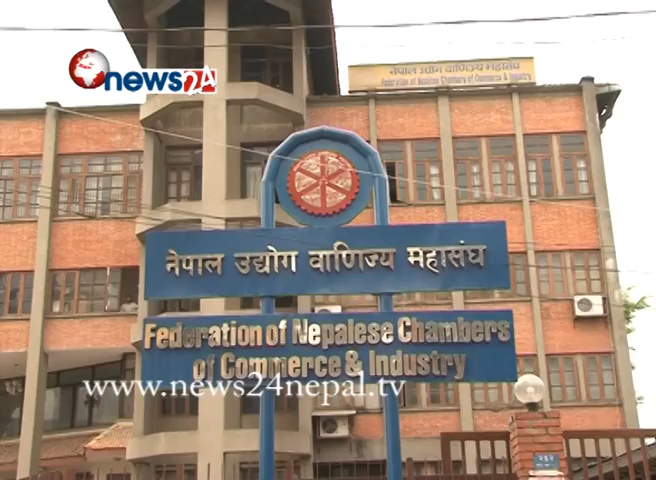 news24
नेपाल उद्योग वाणिज्य महासंघ
Federation of Nepalese Chambers of Commerce & Industry
नेपाल उद्योग वाणिज्य महासंघ
Federation of Nepalese Chambers
of Commerce & Industry
www.news24nepal.tv